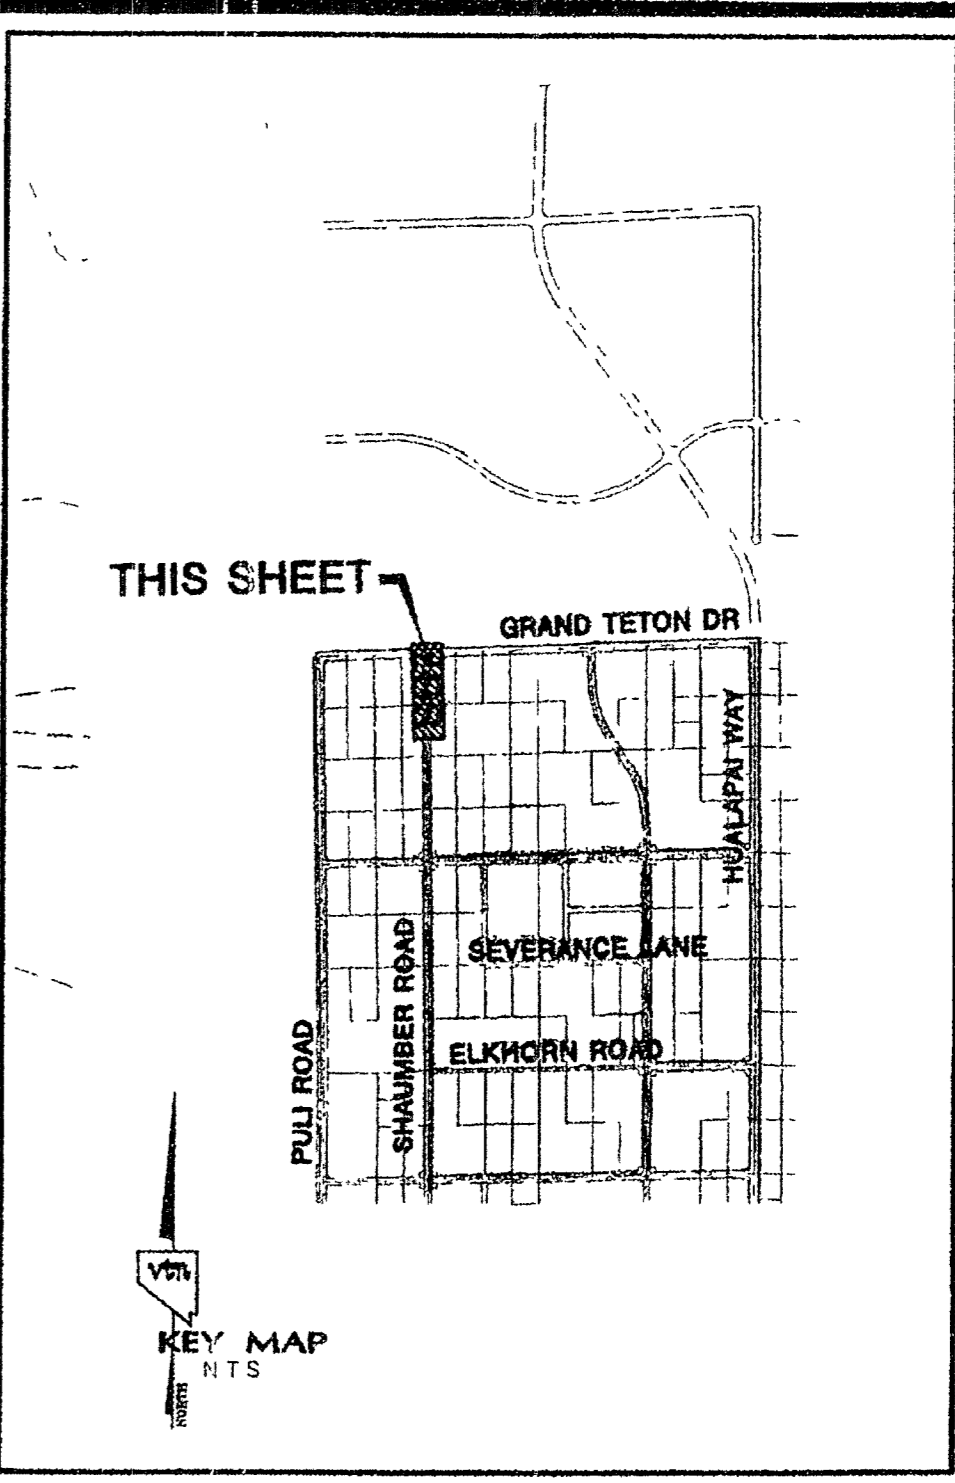 THIS SHEET
GRAND TETON DR
HUALAPAI WAY
SEVERANCE LANE
SHAUMBER ROAD
ELKHORN ROAD
PULI ROAD
vtn
KEY MAP
NTS
NORTH